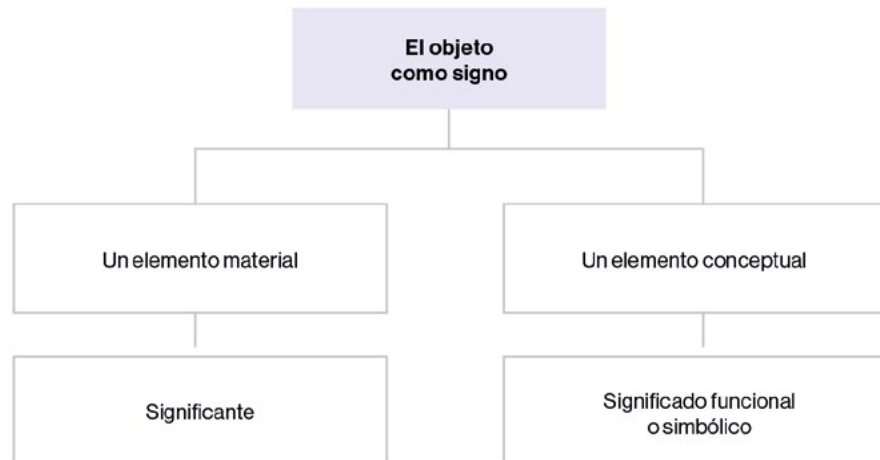 El objeto
como signo
Un elemento material
Un elemento conceptual
Significante
Significado funcional
o simbólico